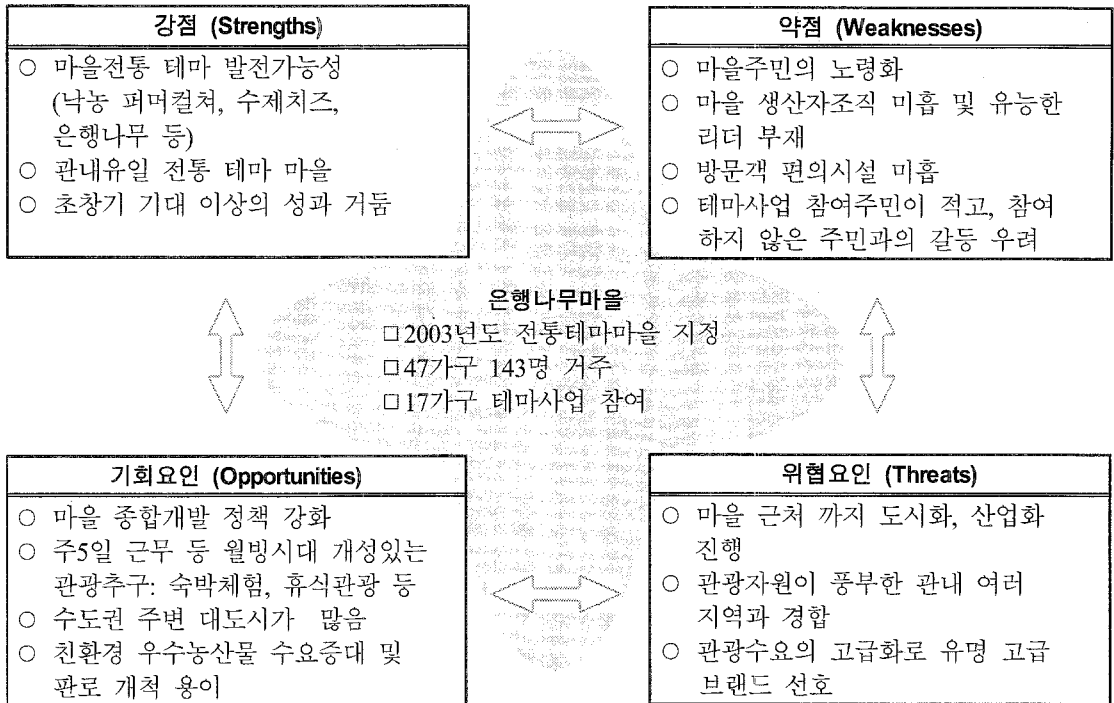 강점 (Strengths)
○ 마을전통 테마 발전가능성
(낙농 퍼머컬쳐, 수제치즈,
은행나무 등)
○ 관내유일 전통 테마 마을
○ 초창기 기대 이상의 성과 거둠
약점 (Weaknesses)
○ 마을주민의 노령화
○ 마을 생산자조직 미흡 및 유능한
리더 부재
○ 방문객 편의시설 미흡
○ 테마사업 참여주민이 적고, 참여
하지 않은 주민과의 갈등 우려
은행나무마을
□2003년도 전통테마마을 지정
□47가구 143명 거주
□17가구 테마사업 참여
기회요인 (Opportunities)
○ 마을 종합개발 정책 강화
○ 주5일 근무 등 웰빙시대 개성있는
관광추구: 숙박체험, 휴식관광 등
○ 수도권 주변 대도시가 많음
○ 친환경 우수농산물 수요증대 및
판로 개척 용이
위협요인 (Threats)
○ 마을 근처 까지 도시화, 산업화
진행
○ 관광자원이 풍부한 관내 여러
지역과 경합
○ 관광수요의 고급화로 유명 고급
브랜드 선호